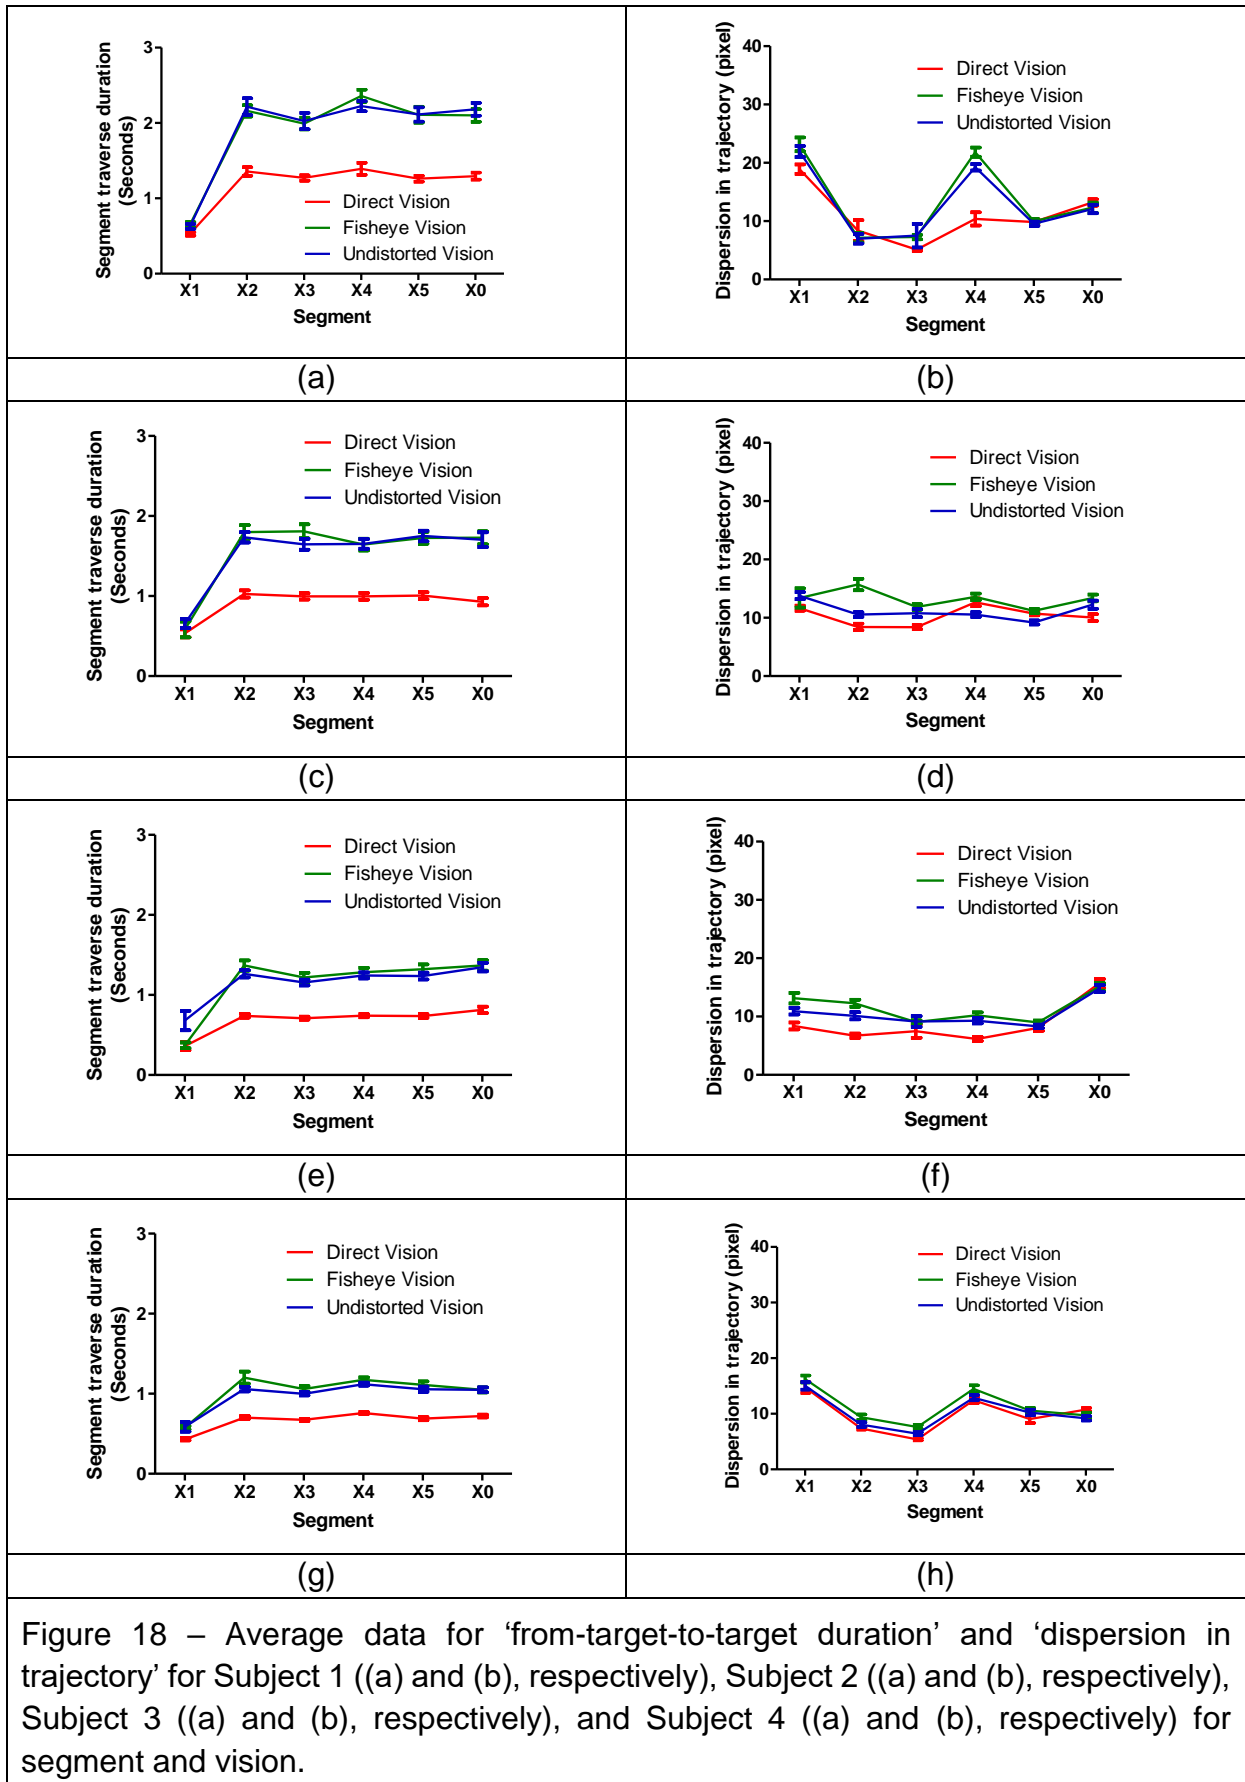 3
2
1
0
Segment traverse duration
(Seconds)
Direct Vision
Fisheye Vision
Undistorted Vision
X1 X2 X3 X4 X5 X0
Segment
40
30
20
10
0
Dispersion in trajectory (pixel)
Direct Vision
Fisheye Vision
Undistorted Vision
X1 X2 X3 X4 X5 X0
Segment
(a)
(b)
3
2
1
0
Segment traverse duration
(Seconds)
Direct Vision
Fisheye Vision
Undistorted Vision
X1 X2 X3 X4 X5 X0
Segment
40
30
20
10
0
Dispersion in trajectory (pixel)
Direct Vision
Fisheye Vision
Undistorted Vision
X1 X2 X3 X4 X5 X0
Segment
(c)
(d)
3
2
1
0
Segment traverse duration
(Seconds)
Direct Vision
Fisheye Vision
Undistorted Vision
X1 X2 X3 X4 X5 X0
Segment
40
30
20
10
0
Dispersion in trajectory (pixel)
Direct Vision
Fisheye Vision
Undistorted Vision
X1 X2 X3 X4 X5 X0
Segment
(e)
(f)
3
2
1
0
Segment traverse duration
(Seconds)
Direct Vision
Fisheye Vision
Undistorted Vision
X1 X2 X3 X4 X5 X0
Segment
40
30
20
10
0
Dispersion in trajectory (pixel)
Direct Vision
Fisheye Vision
Undistorted Vision
X1 X2 X3 X4 X5 X0
Segment
(g)
(h)
Figure 18 – Average data for ‘from-target-to-target duration’ and ‘dispersion in
trajectory’ for Subject 1 ((a) and (b), respectively), Subject 2 ((a) and (b), respectively),
Subject 3 ((a) and (b), respectively), and Subject 4 ((a) and (b), respectively) for
segment and vision.